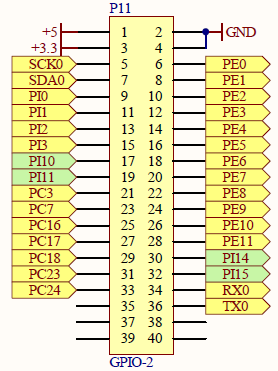 P11
+5 1 2 GND
+3.3 3 4
SCK0 5 6 PE0
SDA0 7 8 PE1
PI0 9 10 PE2
PI1 11 12 PE3
PI2 13 14 PE4
PI3 15 16 PE5
PI10 17 18 PE6
PI11 19 20 PE7
PC3 21 22 PE8
PC7 23 24 PE9
PC16 25 26 PE10
PC17 27 28 PE11
PC18 29 30 PI14
PC23 31 32 PI15
PC24 33 34 RX0
35 36 TX0
37 38
39 40
GPIO-2